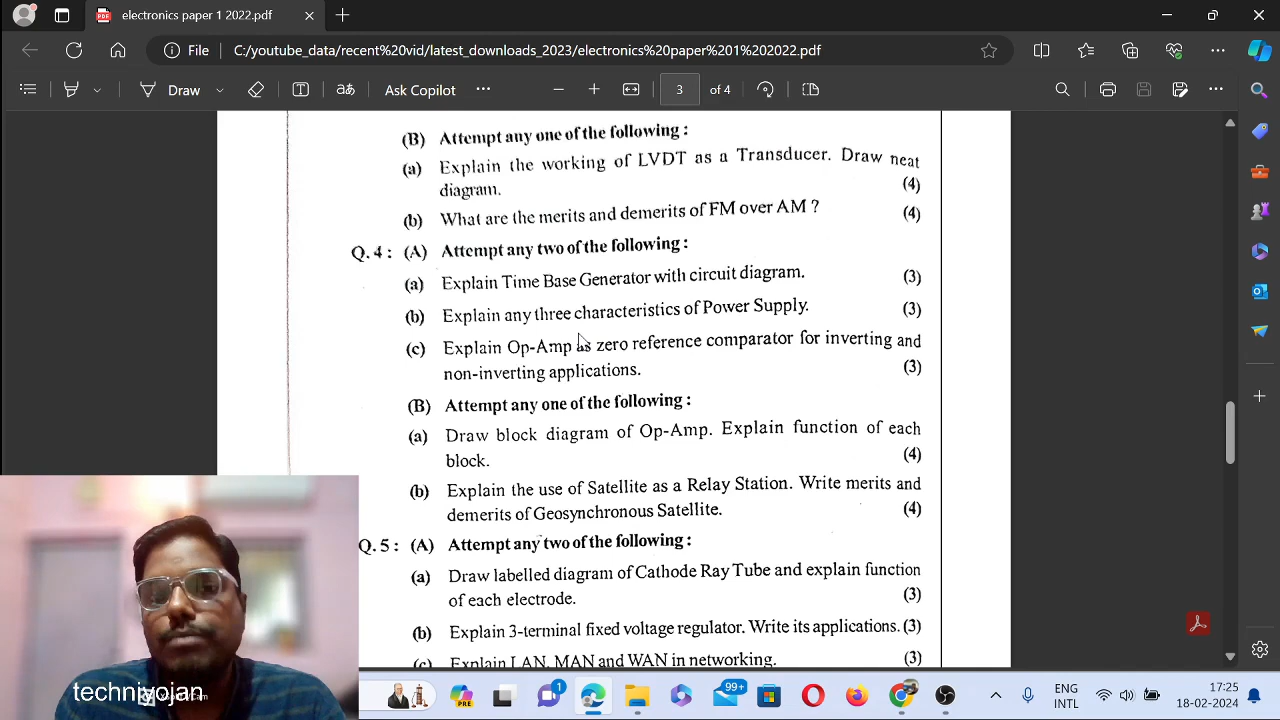 electronics paper 1 2022.pdf
File
C:/youtube_data/recent%20vid/latest_downloads_2023/electronics%20paper%201%202022.pdf
Draw
Ask Copilot
3
of 4
(B) Attempt any one of the following :
(a) Explain the working of LVDT as a Transducer. Draw neat
diagram. (4)
(b) What are the merits and demerits of FM over AM ? (4)
Q.4 : (A) Attempt any two of the following :
(a) Explain Time Base Generator with circuit diagram. (3)
(b) Explain any three characteristics of Power Supply. (3)
(c) Explain Op-Amp as zero reference comparator for inverting and
non-inverting applications. (3)
(B) Attempt any one of the following :
(a) Draw block diagram of Op-Amp. Explain function of each
block. (4)
(b) Explain the use of Satellite as a Relay Station. Write merits and
demerits of Geosynchronous Satellite. (4)
Q.5 : (A) Attempt any two of the following :
(a) Draw labelled diagram of Cathode Ray Tube and explain function
of each electrode. (3)
(b) Explain 3-terminal fixed voltage regulator. Write its applications. (3)
(c) Explain LAN, MAN and WAN in networking. (3)
PRE
1
99+
ENG
INTL
17:25
18-02-2024